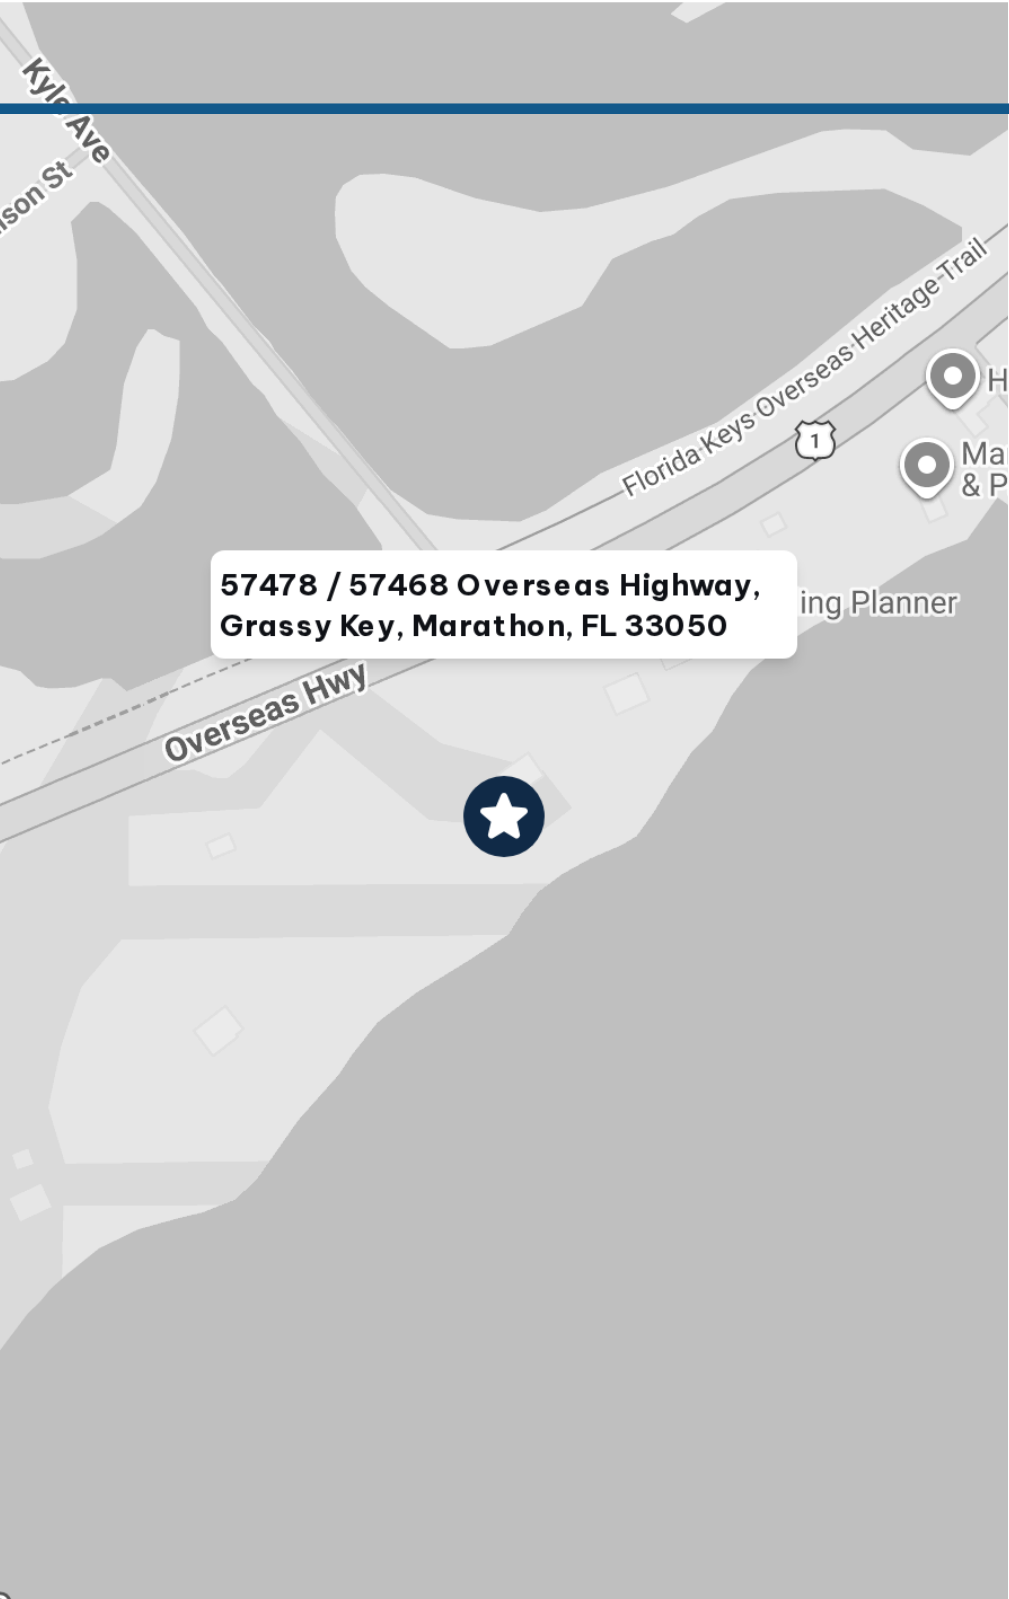 Kyle Ave
ison St
Florida Keys Overseas Heritage Trail
1
H
Ma
& P
57478 / 57468 Overseas Highway,
Grassy Key, Marathon, FL 33050
ing Planner
Overseas Hwy